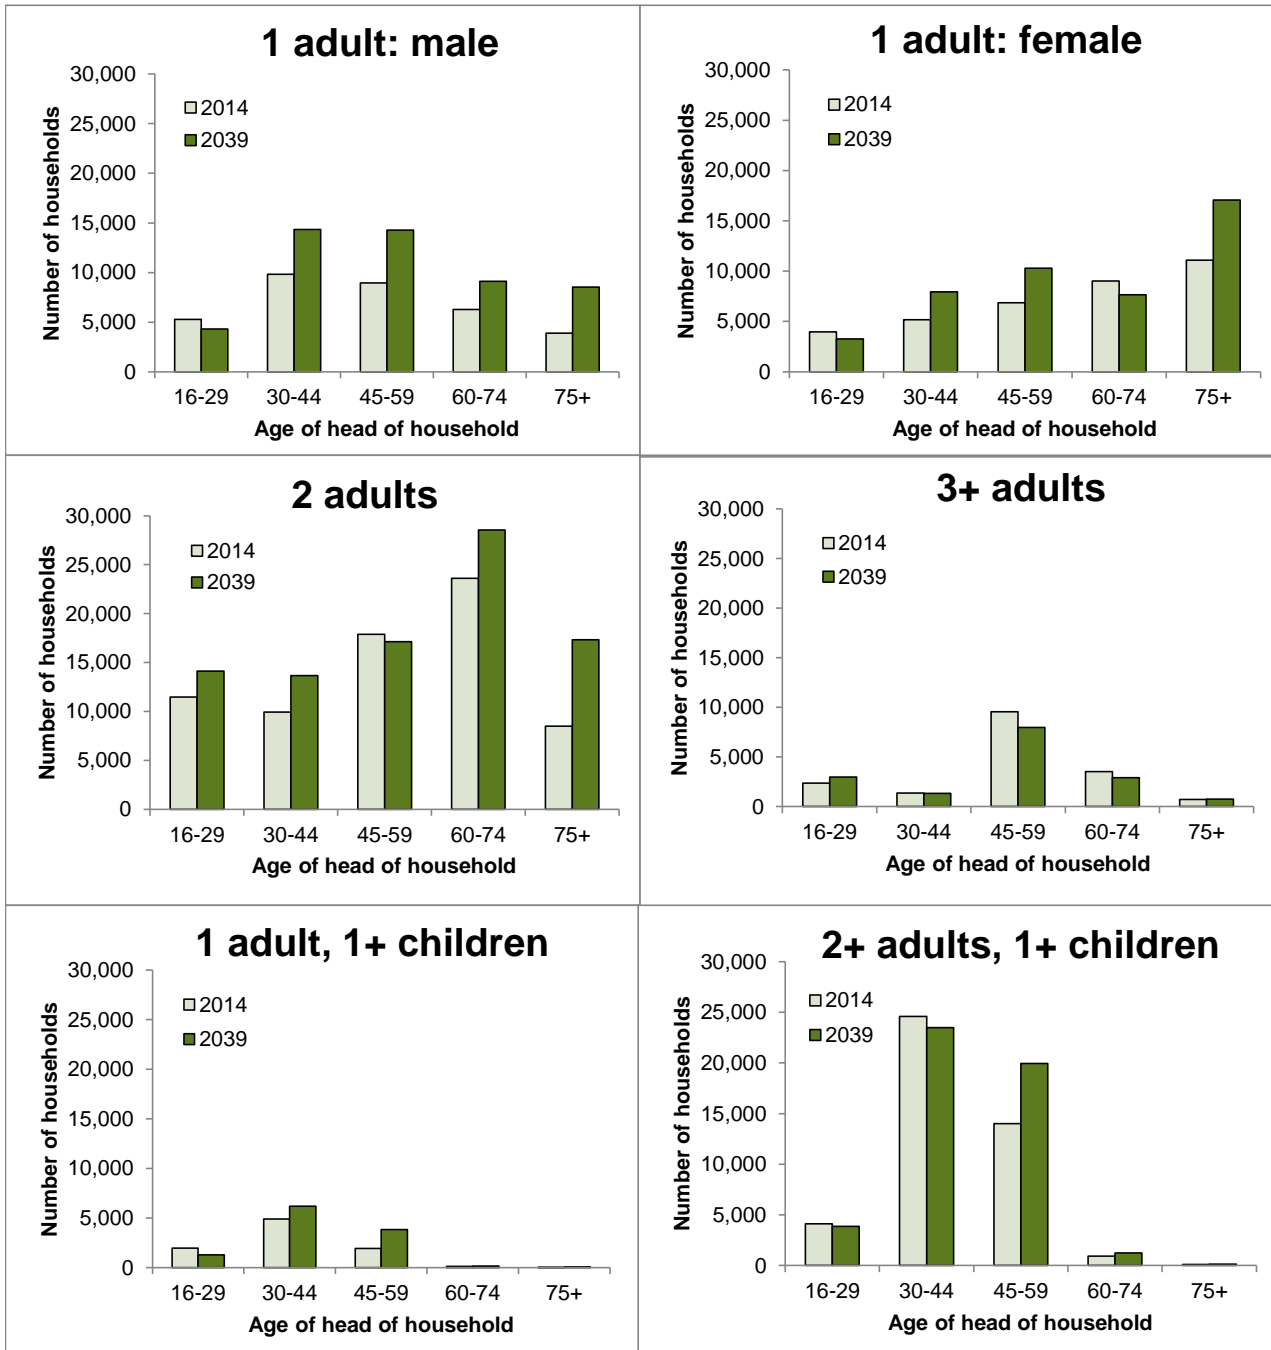 1 adult: male
30,000
25,000
20,000
15,000
10,000
5,000
0
Number of households
2014
2039
16-29 30-44 45-59 60-74 75+
Age of head of household
1 adult: female
30,000
25,000
20,000
15,000
10,000
5,000
0
Number of households
2014
2039
16-29 30-44 45-59 60-74 75+
Age of head of household
2 adults
30,000
25,000
20,000
15,000
10,000
5,000
0
Number of households
2014
2039
16-29 30-44 45-59 60-74 75+
Age of head of household
3+ adults
30,000
25,000
20,000
15,000
10,000
5,000
0
Number of households
2014
2039
16-29 30-44 45-59 60-74 75+
Age of head of household
1 adult, 1+ children
30,000
25,000
20,000
15,000
10,000
5,000
0
Number of households
2014
2039
16-29 30-44 45-59 60-74 75+
Age of head of household
2+ adults, 1+ children
30,000
25,000
20,000
15,000
10,000
5,000
0
Number of households
2014
2039
16-29 30-44 45-59 60-74 75+
Age of head of household